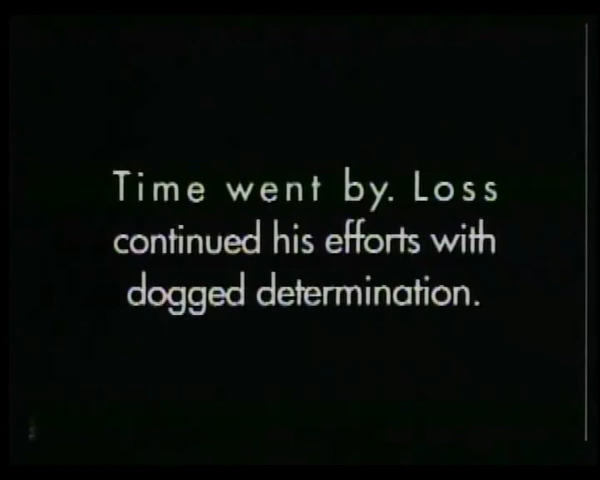 Time went by. Loss
continued his efforts with
dogged determination.